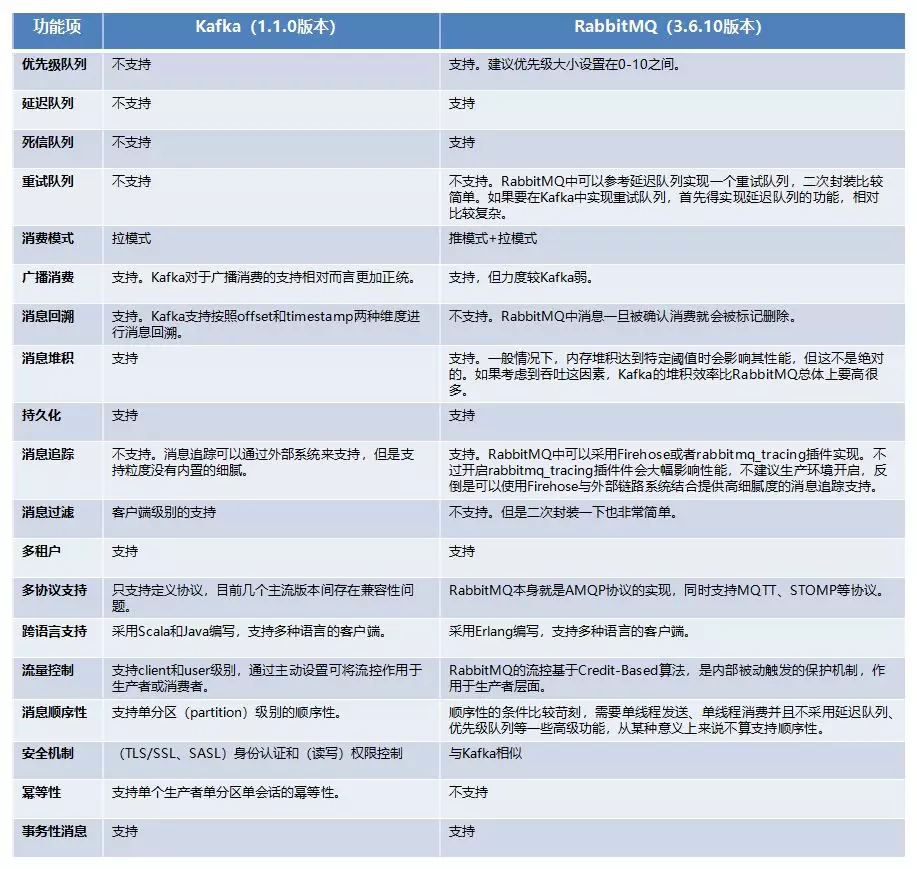 功能项 Kafka（1.1.0版本） RabbitMQ（3.6.10版本）
优先级队列 不支持 支持。建议优先级大小设置在0-10之间。
延迟队列 不支持 支持
死信队列 不支持 支持
重试队列 不支持 不支持。RabbitMQ中可以参考延迟队列实现一个重试队列，二次封装比较
简单。如果要在Kafka中实现重试队列，首先得实现延迟队列的功能，相对
比较复杂。
消费模式 拉模式 推模式+拉模式
广播消费 支持。Kafka对于广播消费的支持相对而言更加正统。 支持，但力度较Kafka弱。
消息回溯 支持。Kafka支持按照offset和timestamp两种维度进 不支持。RabbitMQ中消息一旦被确认消费就会被标记删除。
行消息回溯。
消息堆积 支持 支持。一般情况下，内存堆积达到特定阈值时会影响其性能，但这不是绝对
的。如果考虑到吞吐这因素，Kafka的堆积效率比RabbitMQ总体上要高很
多。
持久化 支持 支持
消息追踪 不支持。消息追踪可以通过外部系统来支持，但是支 支持。RabbitMQ中可以采用Firehose或者rabbitmq_tracing插件实现。不
持粒度没有内置的细腻。 过开启rabbitmq_tracing插件件会大幅影响性能，不建议生产环境开启，反
倒是可以使用Firehose与外部链路系统结合提供高细腻度的消息追踪支持。
消息过滤 客户端级别的支持 不支持。但是二次封装一下也非常简单。
多租户 支持 支持
多协议支持 只支持定义协议，目前几个主流版本间存在兼容性问 RabbitMQ本身就是AMQP协议的实现，同时支持MQTT、STOMP等协议。
题。
跨语言支持 采用Scala和Java编写，支持多种语言的客户端。 采用Erlang编写，支持多种语言的客户端。
流量控制 支持client和user级别，通过主动设置可将流控作用于 RabbitMQ的流控基于Credit-Based算法，是内部被动触发的保护机制，作
生产者或消费者。 用于生产者层面。
消息顺序性 支持单分区（partition）级别的顺序性。 顺序性的条件比较苛刻，需要单线程发送、单线程消费并且不采用延迟队列、
优先级队列等一些高级功能，从某种意义上来说不算支持顺序性。
安全机制 （TLS/SSL、SASL）身份认证和（读写）权限控制 与Kafka相似
幂等性 支持单个生产者单分区单会话的幂等性。 不支持
事务性消息 支持 支持